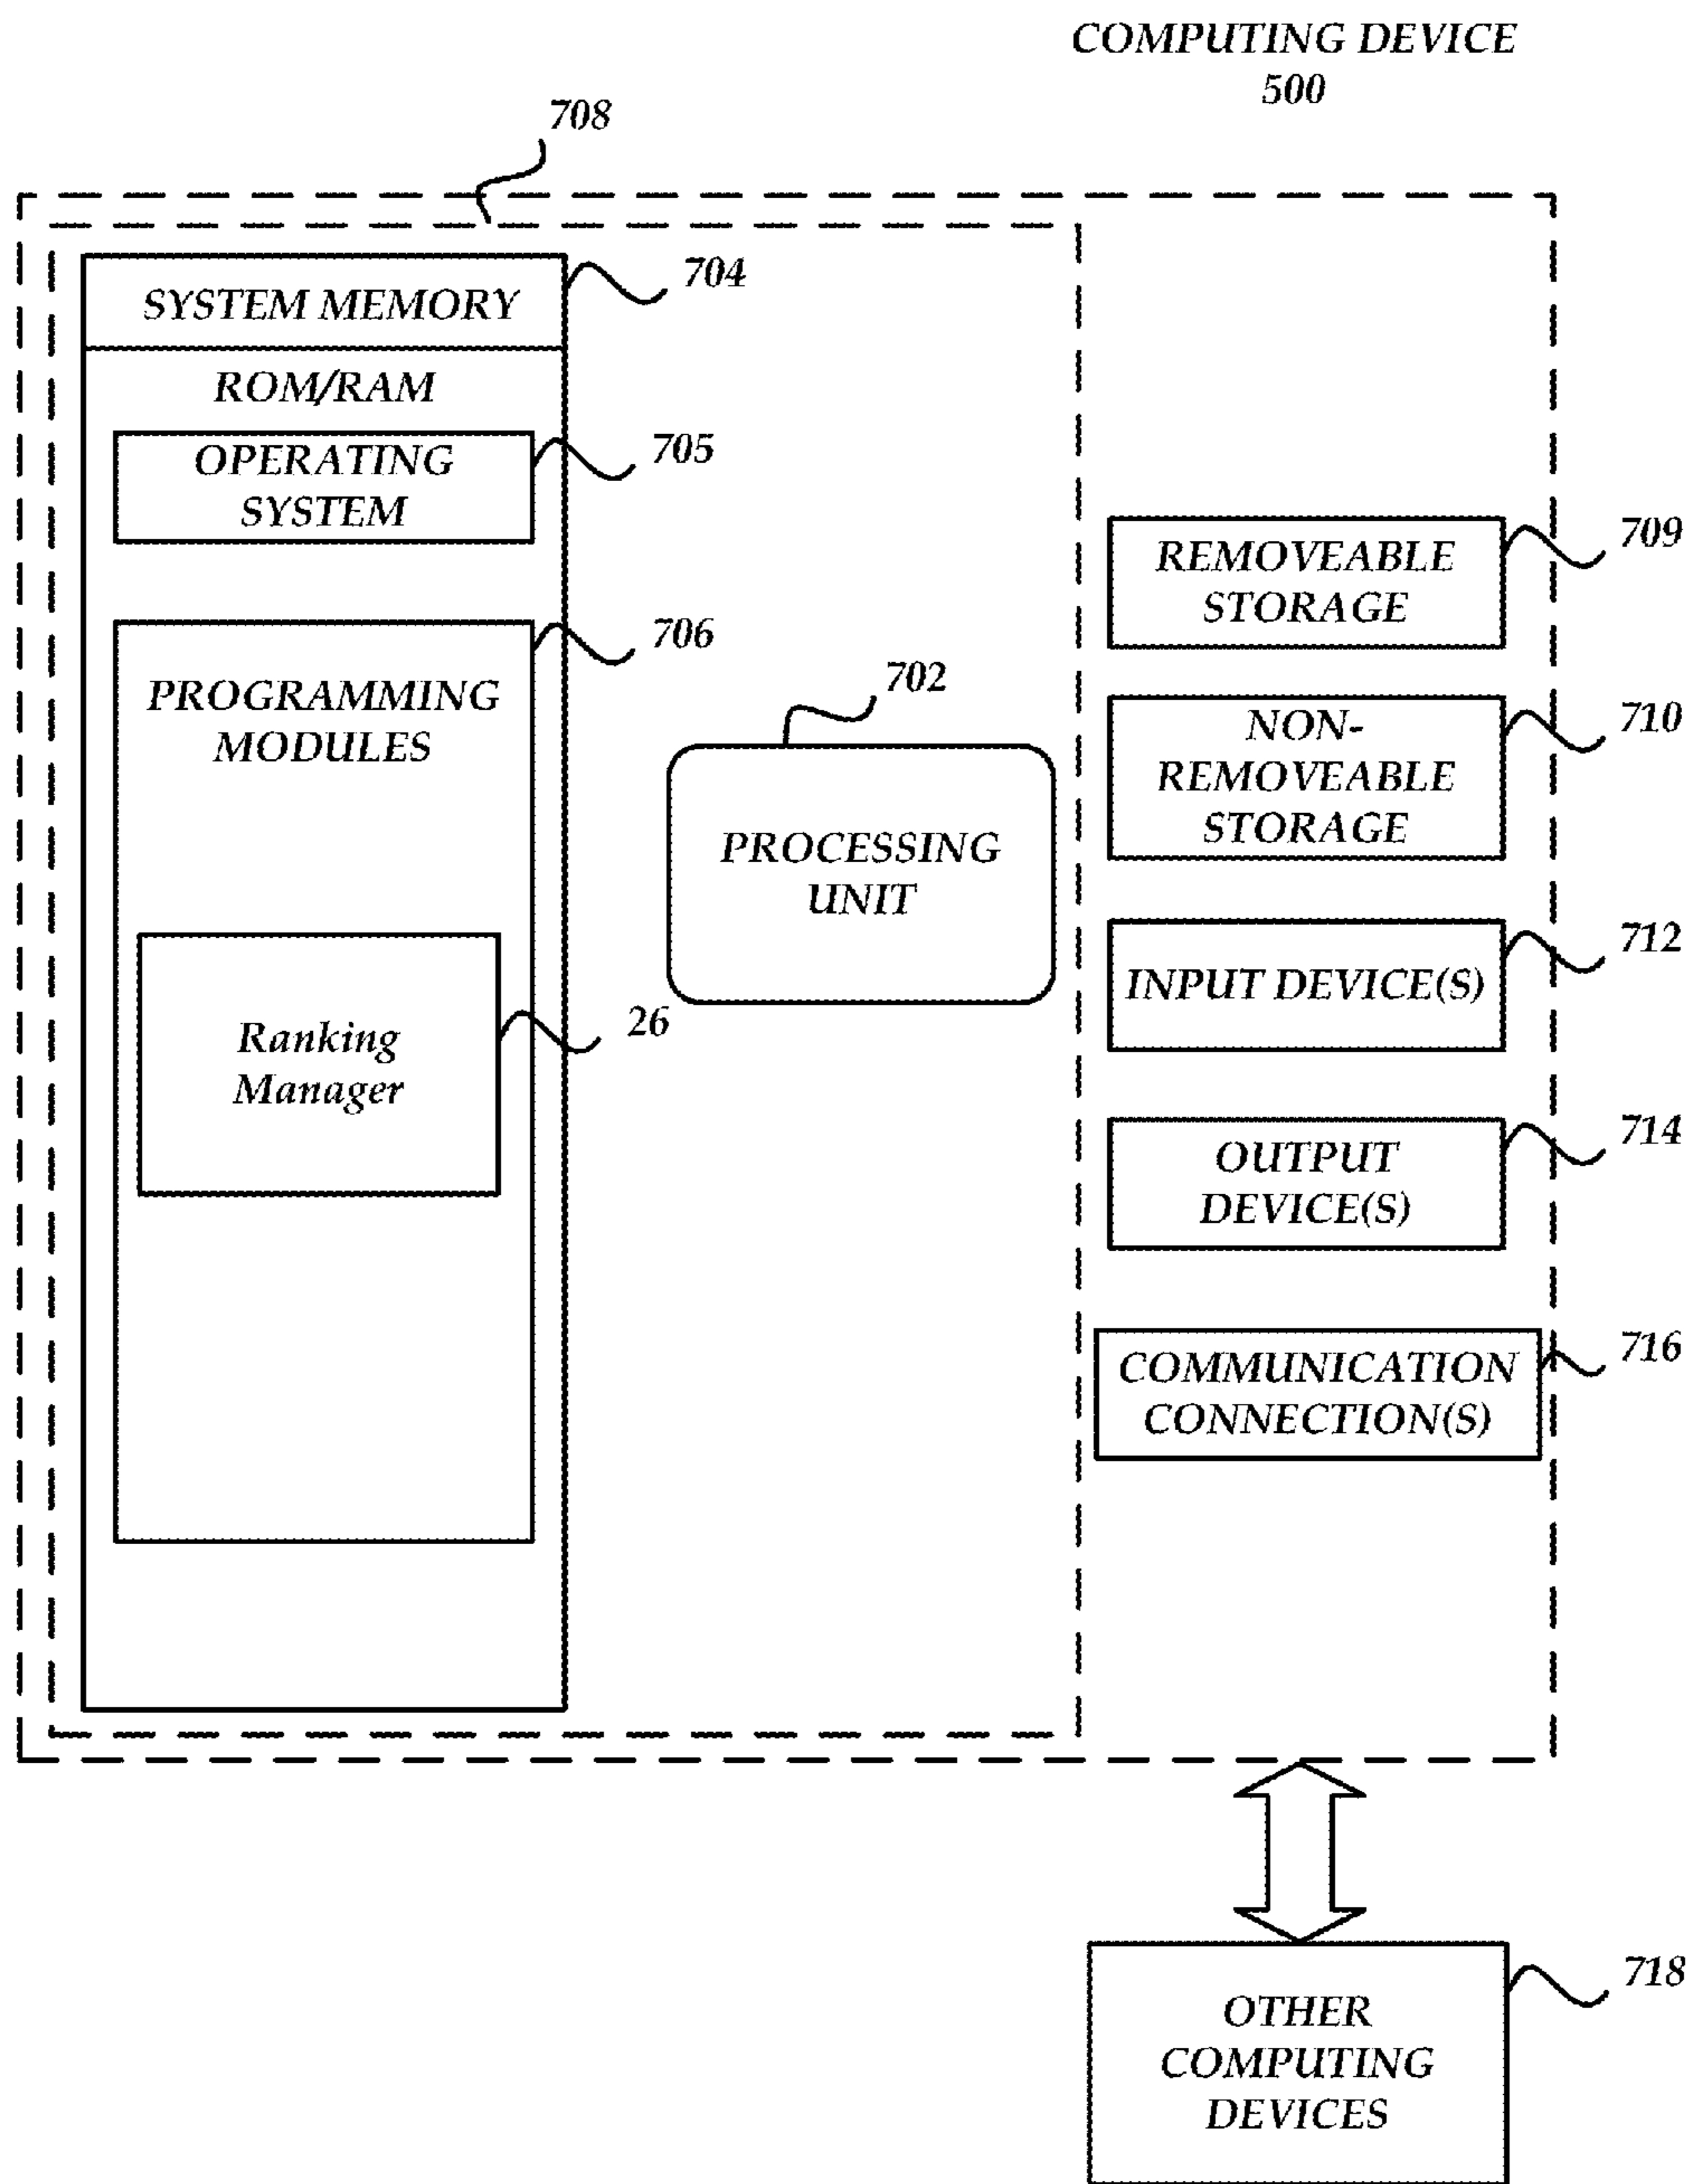 COMPUTING DEVICE
500
708
SYSTEM MEMORY
704
ROM/RAM
OPERATING
SYSTEM
705
PROGRAMMING
MODULES
706
Ranking
Manager
26
702
PROCESSING
UNIT
REMOVEABLE
STORAGE
709
NON-
REMOVEABLE
STORAGE
710
INPUT DEVICE(S)
712
OUTPUT
DEVICE(S)
714
COMMUNICATION
CONNECTION(S)
716
OTHER
COMPUTING
DEVICES
718